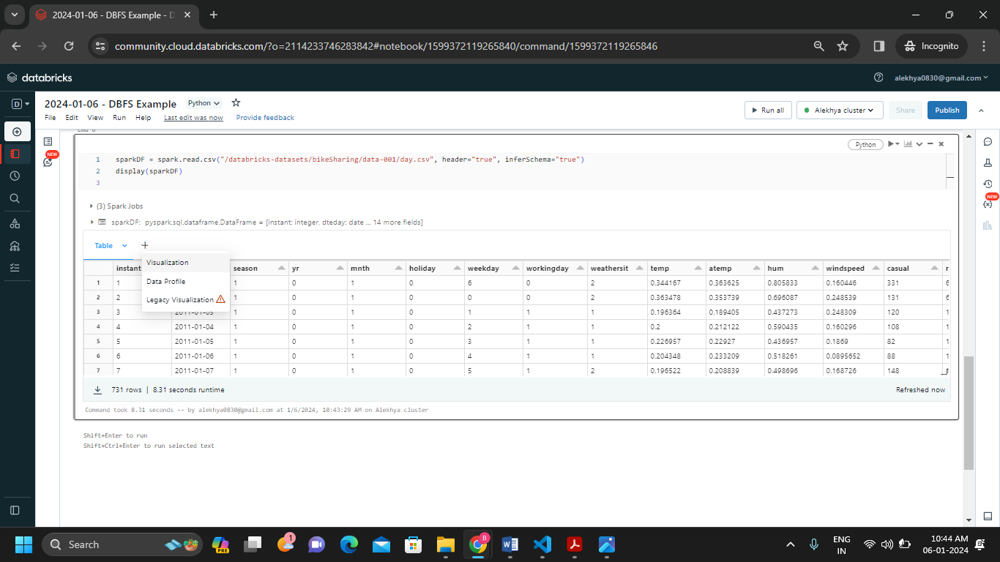 2024-01-06 - DBFS Example - D
community.cloud.databricks.com/?o=2114233746283842#notebook/1599372119265840/command/1599372119265846
Incognito
databricks
alekhya0830@gmail.com
D
2024-01-06 - DBFS Example Python
File Edit View Run Help Last edit was now Provide feedback
Run all Alekhya cluster Share Publish
NEW
NEW
Python
1 sparkDF = spark.read.csv("/databricks-datasets/bikeSharing/data-001/day.csv", header="true", inferSchema="true")
2 display(sparkDF)
3
(3) Spark Jobs
sparkDF: pyspark.sql.dataframe.DataFrame = [instant: integer, dteday: date ... 14 more fields]
Table +
Visualization
Data Profile
Legacy Visualization
instant season yr mnth holiday weekday workingday weathersit temp atemp hum windspeed casual
1 1 1 0 1 0 6 0 2 0.344167 0.363625 0.805833 0.160446 331 6
2 2 1 0 1 0 0 0 2 0.363478 0.353739 0.696087 0.248539 131 6
3 3 2011-01-03 1 0 1 0 1 1 1 0.196364 0.189405 0.437273 0.248309 120 1
4 4 2011-01-04 1 0 1 0 2 1 1 0.2 0.212122 0.590435 0.160296 108 1
5 5 2011-01-05 1 0 1 0 3 1 1 0.226957 0.22927 0.436957 0.1869 82 1
6 6 2011-01-06 1 0 1 0 4 1 1 0.204348 0.233209 0.518261 0.0895652 88 1
7 7 2011-01-07 1 0 1 0 5 1 2 0.196522 0.208839 0.498696 0.168726 148
731 rows | 8.31 seconds runtime
Refreshed now
Command took 8.31 seconds -- by alekhya0830@gmail.com at 1/6/2024, 10:43:29 AM on Alekhya cluster
Shift+Enter to run
Shift+Ctrl+Enter to run selected text
Search
PRE
1
8
ENG
IN
10:44 AM
06-01-2024